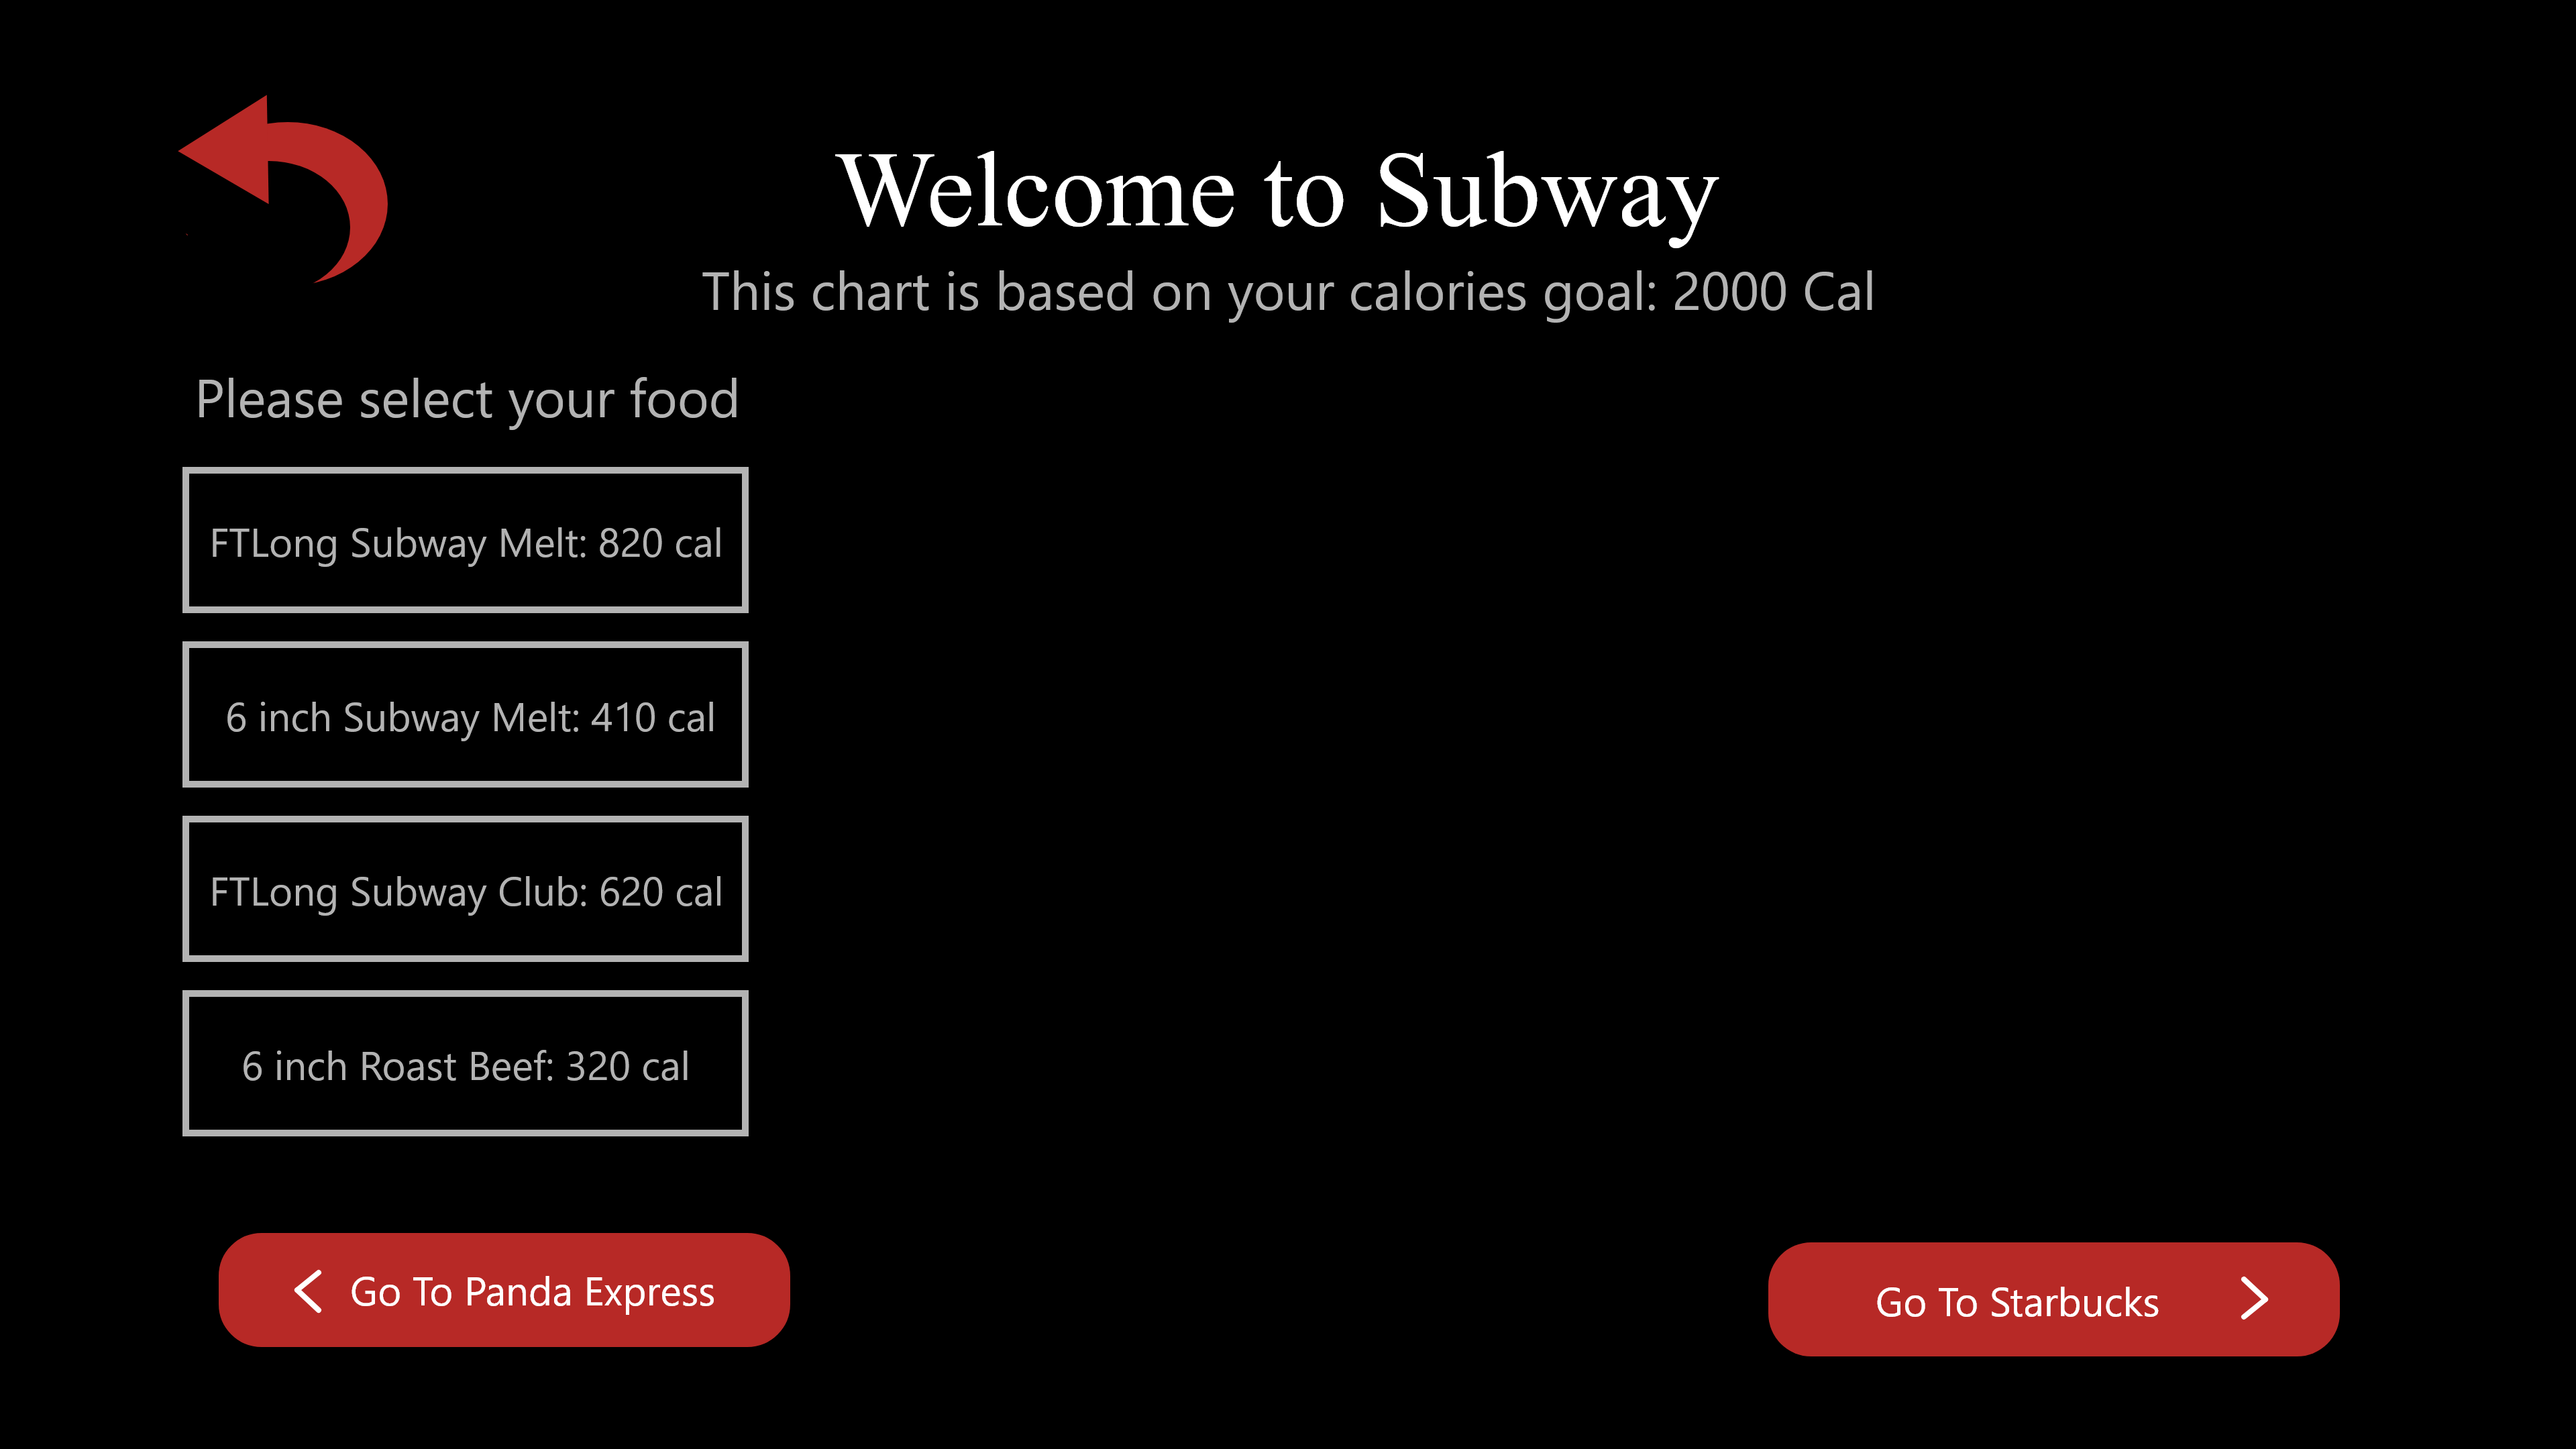 Welcome to Subway
This chart is based on your calories goal: 2000 Cal
Please select your food
FTLong Subway Melt: 820 cal
6 inch Subway Melt: 410 cal
FTLong Subway Club: 620 cal
6 inch Roast Beef: 320 cal
Go To Panda Express
Go To Starbucks